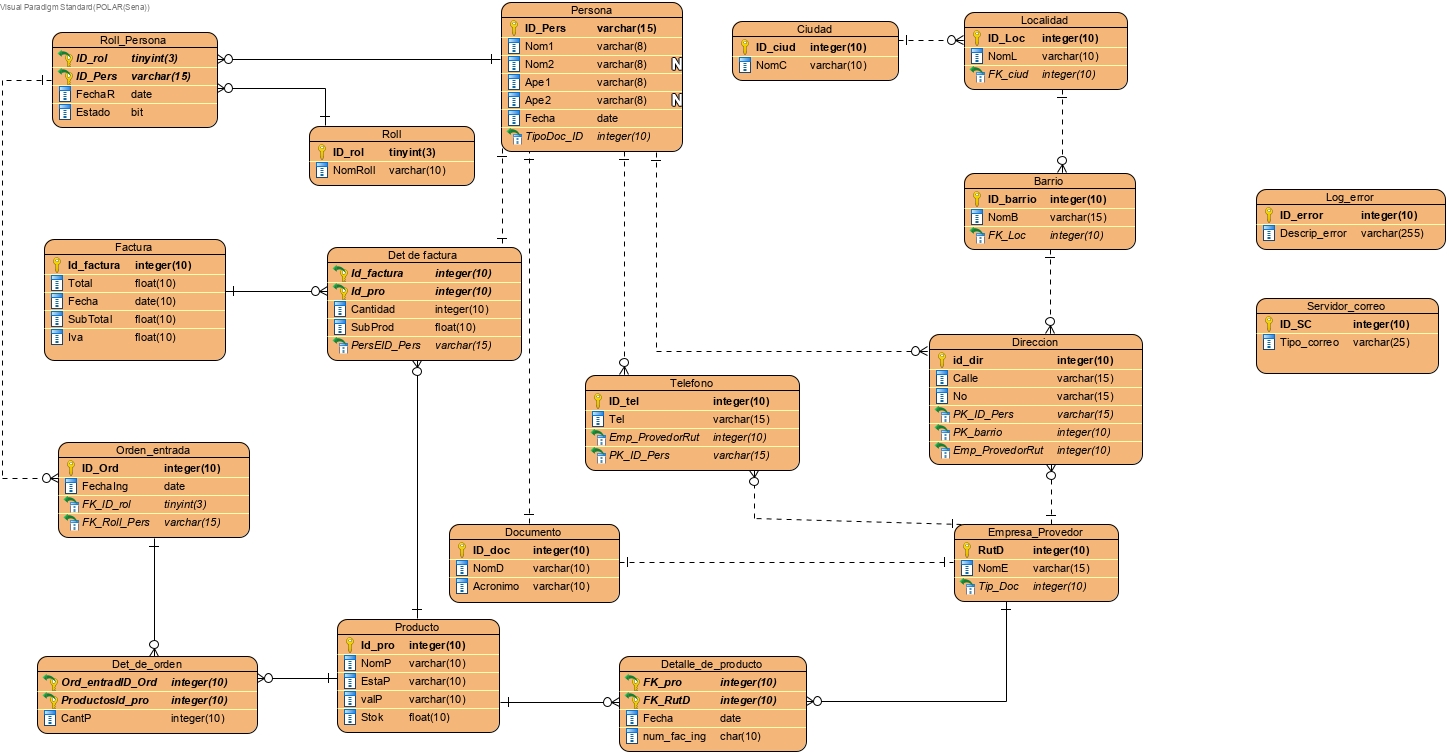 Visual Paradigm Standard(POLAR(Sena))
Roll_Persona
ID_rol tinyint(3)
ID_Pers varchar(15)
FechaR date
Estado bit
Persona
ID_Pers varchar(15)
Nom1 varchar(8)
Nom2 varchar(8) N
Ape1 varchar(8)
Ape2 varchar(8) N
Fecha date
TipoDoc_ID integer(10)
Ciudad
ID_ciud integer(10)
NomC varchar(10)
Localidad
ID_Loc integer(10)
NomL varchar(10)
FK_ciud integer(10)
Roll
ID_rol tinyint(3)
NomRoll varchar(10)
Barrio
ID_barrio integer(10)
NomB varchar(15)
FK_Loc integer(10)
Log_error
ID_error integer(10)
Descrip_error varchar(255)
Factura
Id_factura integer(10)
Total float(10)
Fecha date(10)
SubTotal float(10)
Iva float(10)
Det de factura
Id_factura integer(10)
Id_pro integer(10)
Cantidad integer(10)
SubProd float(10)
PersEID_Pers varchar(15)
Servidor_correo
ID_SC integer(10)
Tipo_correo varchar(25)
Direccion
id_dir integer(10)
Calle varchar(15)
No varchar(15)
PK_ID_Pers varchar(15)
PK_barrio integer(10)
Emp_ProvedorRut integer(10)
Telefono
ID_tel integer(10)
Tel varchar(15)
Emp_ProvedorRut integer(10)
PK_ID_Pers varchar(15)
Orden_entrada
ID_Ord integer(10)
FechaIng date
FK_ID_rol tinyint(3)
FK_Roll_Pers varchar(15)
Documento
ID_doc integer(10)
NomD varchar(10)
Acronimo varchar(10)
Empresa_Provedor
RutD integer(10)
NomE varchar(15)
Tip_Doc integer(10)
Producto
Id_pro integer(10)
NomP varchar(10)
EstaP varchar(10)
valP varchar(10)
Stok float(10)
Det_de_orden
Ord_entradID_Ord integer(10)
ProductosId_pro integer(10)
CantP integer(10)
Detalle_de_producto
FK_pro integer(10)
FK_RutD integer(10)
Fecha date
num_fac_ing char(10)